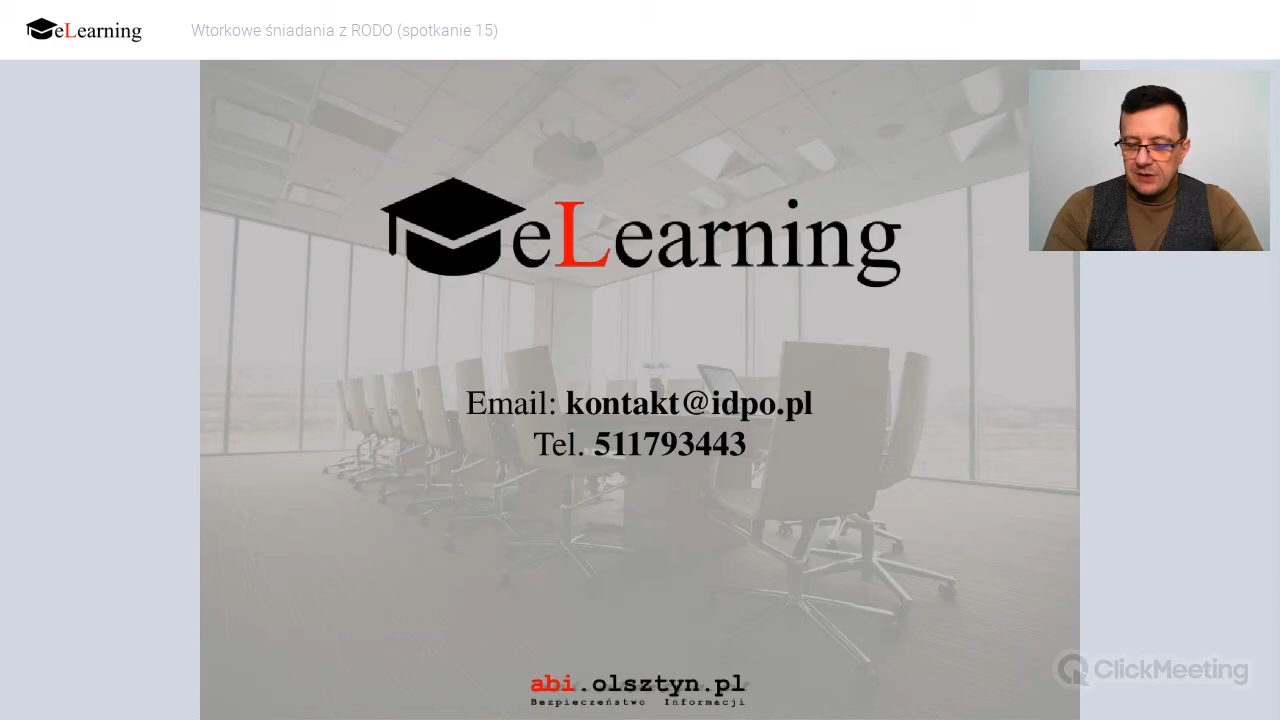 eLearning
Wtorkowe śniadania z RODO (spotkanie 15)
eLearning
Email: kontakt@idpo.pl
Tel. 511793443
abi.olsztyn.pl
Bezpieczeństwo Informacji
ClickMeeting